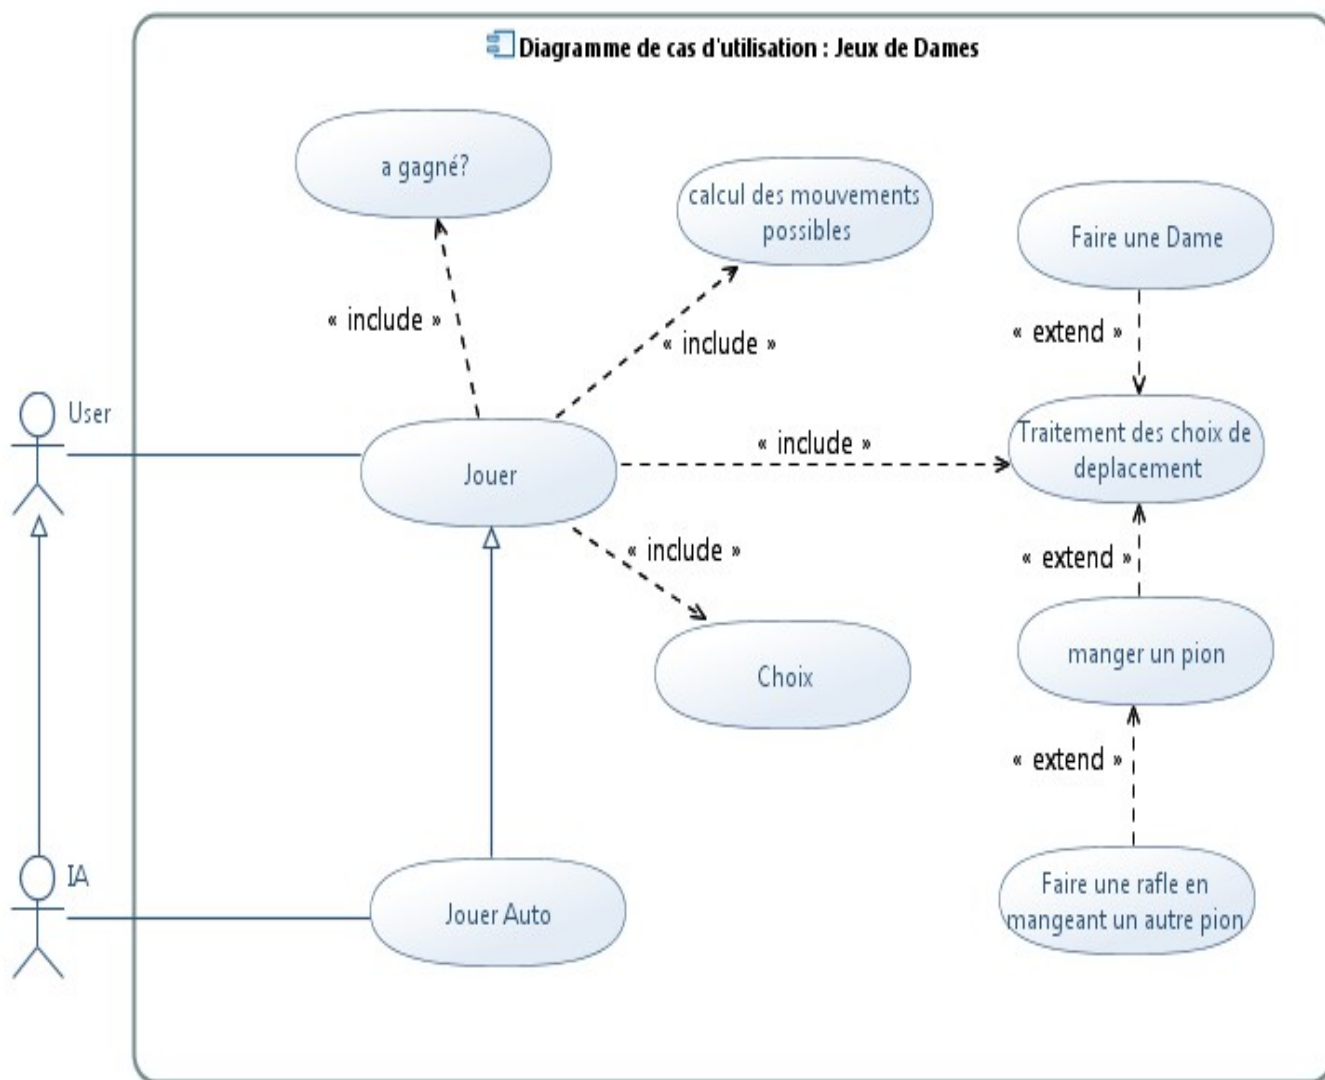 Diagramme de cas d'utilisation : Jeux de Dames
a gagné?
calcul des mouvements
possibles
Faire une Dame
« include »
« include »
« extend »
User
Jouer
« include »
Traitement des choix de
deplacement
« include »
« extend »
Choix
manger un pion
« extend »
IA
Jouer Auto
Faire une rafle en
mangeant un autre pion